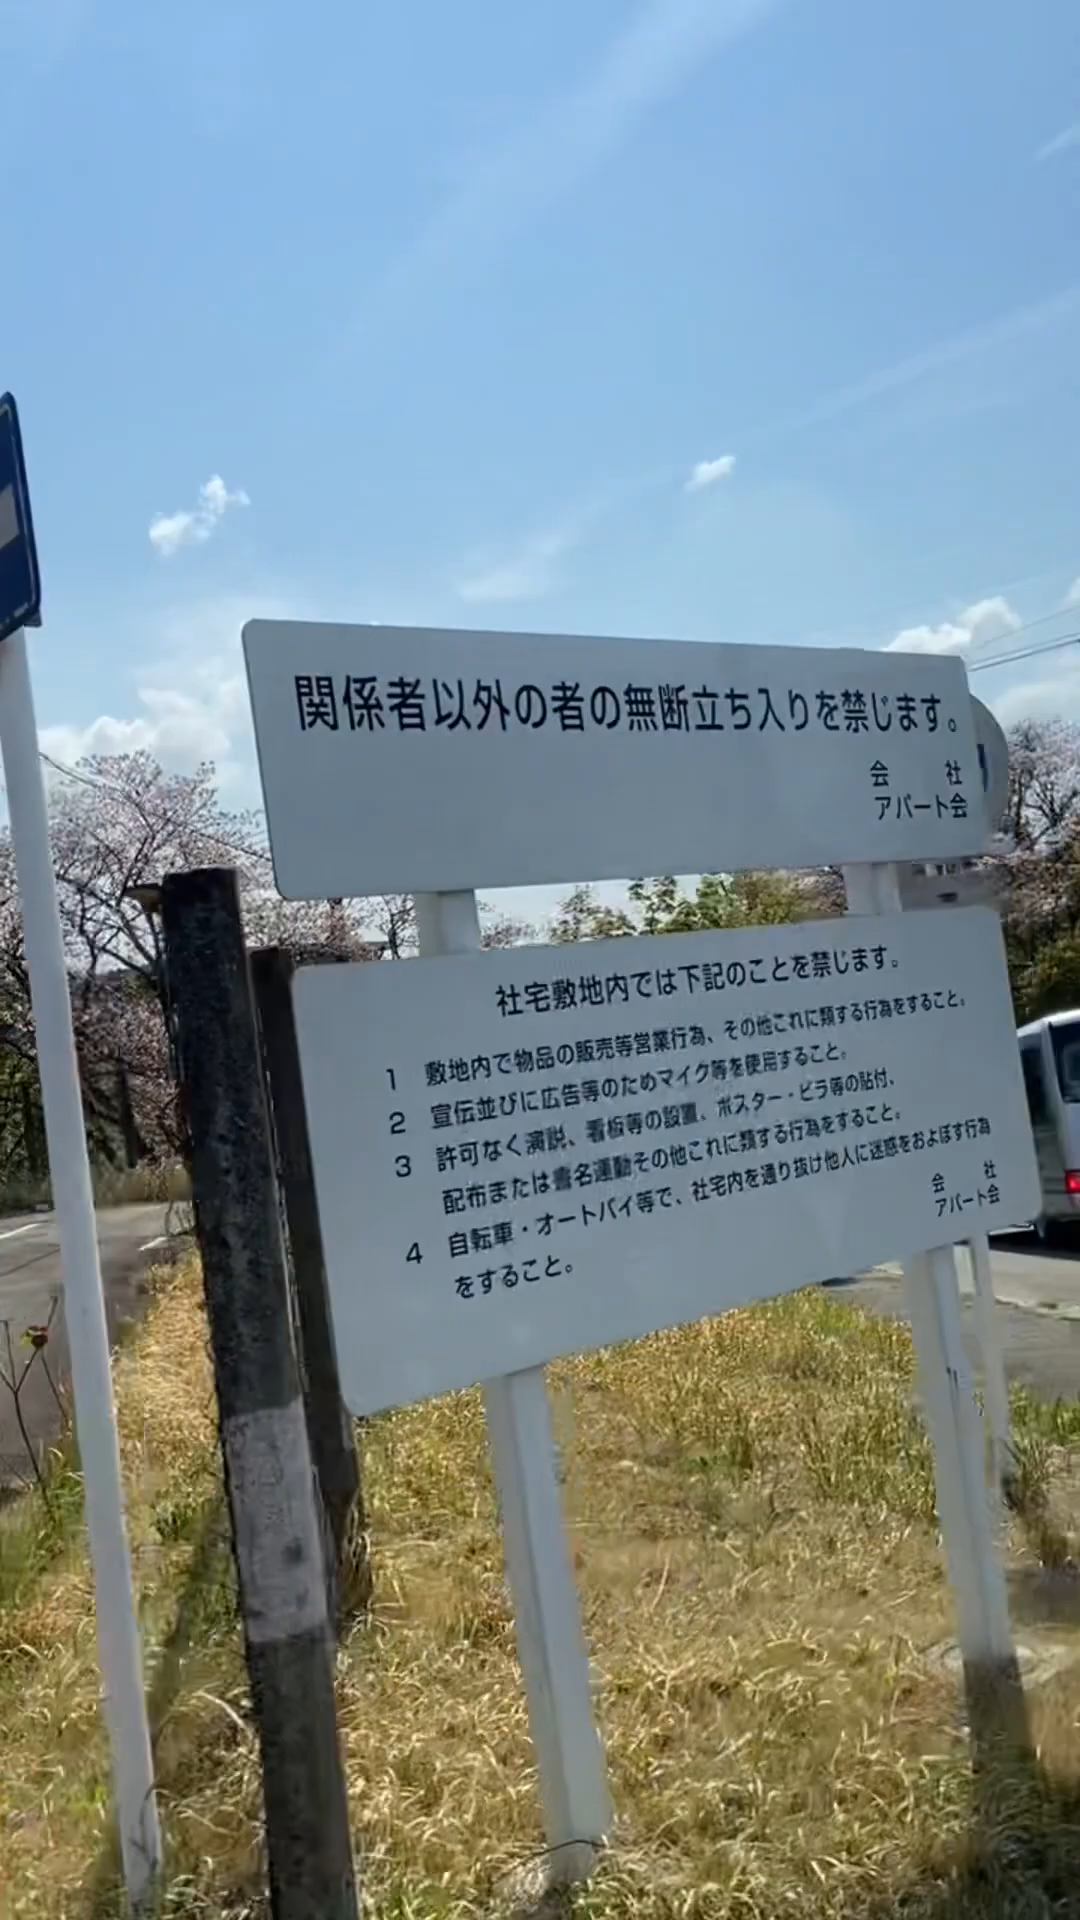 関係者以外の者の無断立ち入りを禁じます。
会　社
アパート会
社宅敷地内では下記のことを禁じます。
1　敷地内で物品の販売等営業行為、その他これに類する行為をすること。
2　宣伝並びに広告等のためマイク等を使用すること。
3　許可なく演説、看板等の設置、ポスター・ビラ等の貼付、
配布または書名運動その他これに類する行為をすること。
4　自転車・オートバイ等で、社宅内を通り抜け他人に迷惑をおよぼす行為
をすること。
会　社
アパート会